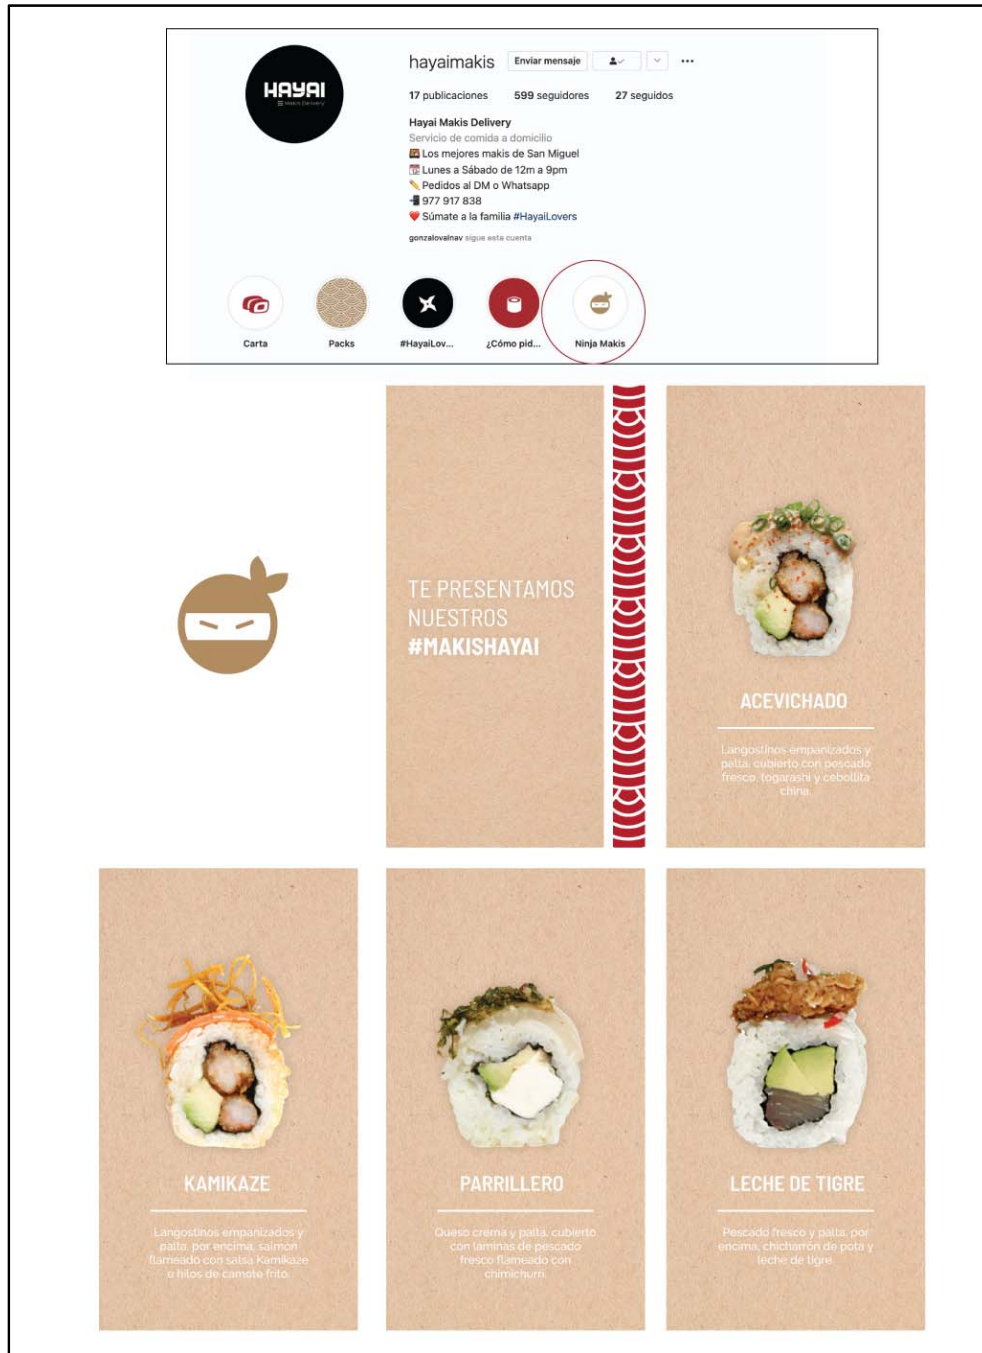 HAYAI
Makis Delivery
hayaimakis
Enviar mensaje
17 publicaciones 599 seguidores 27 seguidos
Hayai Makis Delivery
Servicio de comida a domicilio
Los mejores makis de San Miguel
Lunes a Sábado de 12m a 9pm
Pedidos al DM o Whatsapp
977 917 838
Súmate a la familia #HayaiLovers
gonzalovalnav sigue esta cuenta
Carta Packs #HayaiLov... ¿Cómo pid... Ninja Makis
TE PRESENTAMOS
NUESTROS
#MAKISHAYAI
ACEVICHADO
Langostinos empanizados y
palta, cubierto con pescado
fresco, togarashi y cebollita
china.
KAMIKAZE
Langostinos empanizados y
palta, por encima, salmón
flameado con salsa Kamikaze
e hilos de camote frito.
PARRILLERO
Queso crema y palta, cubierto
con láminas de pescado
fresco flameado con
chimichurri.
LECHE DE TIGRE
Pescado fresco y palta, por
encima, chicharrón de pota y
leche de tigre.